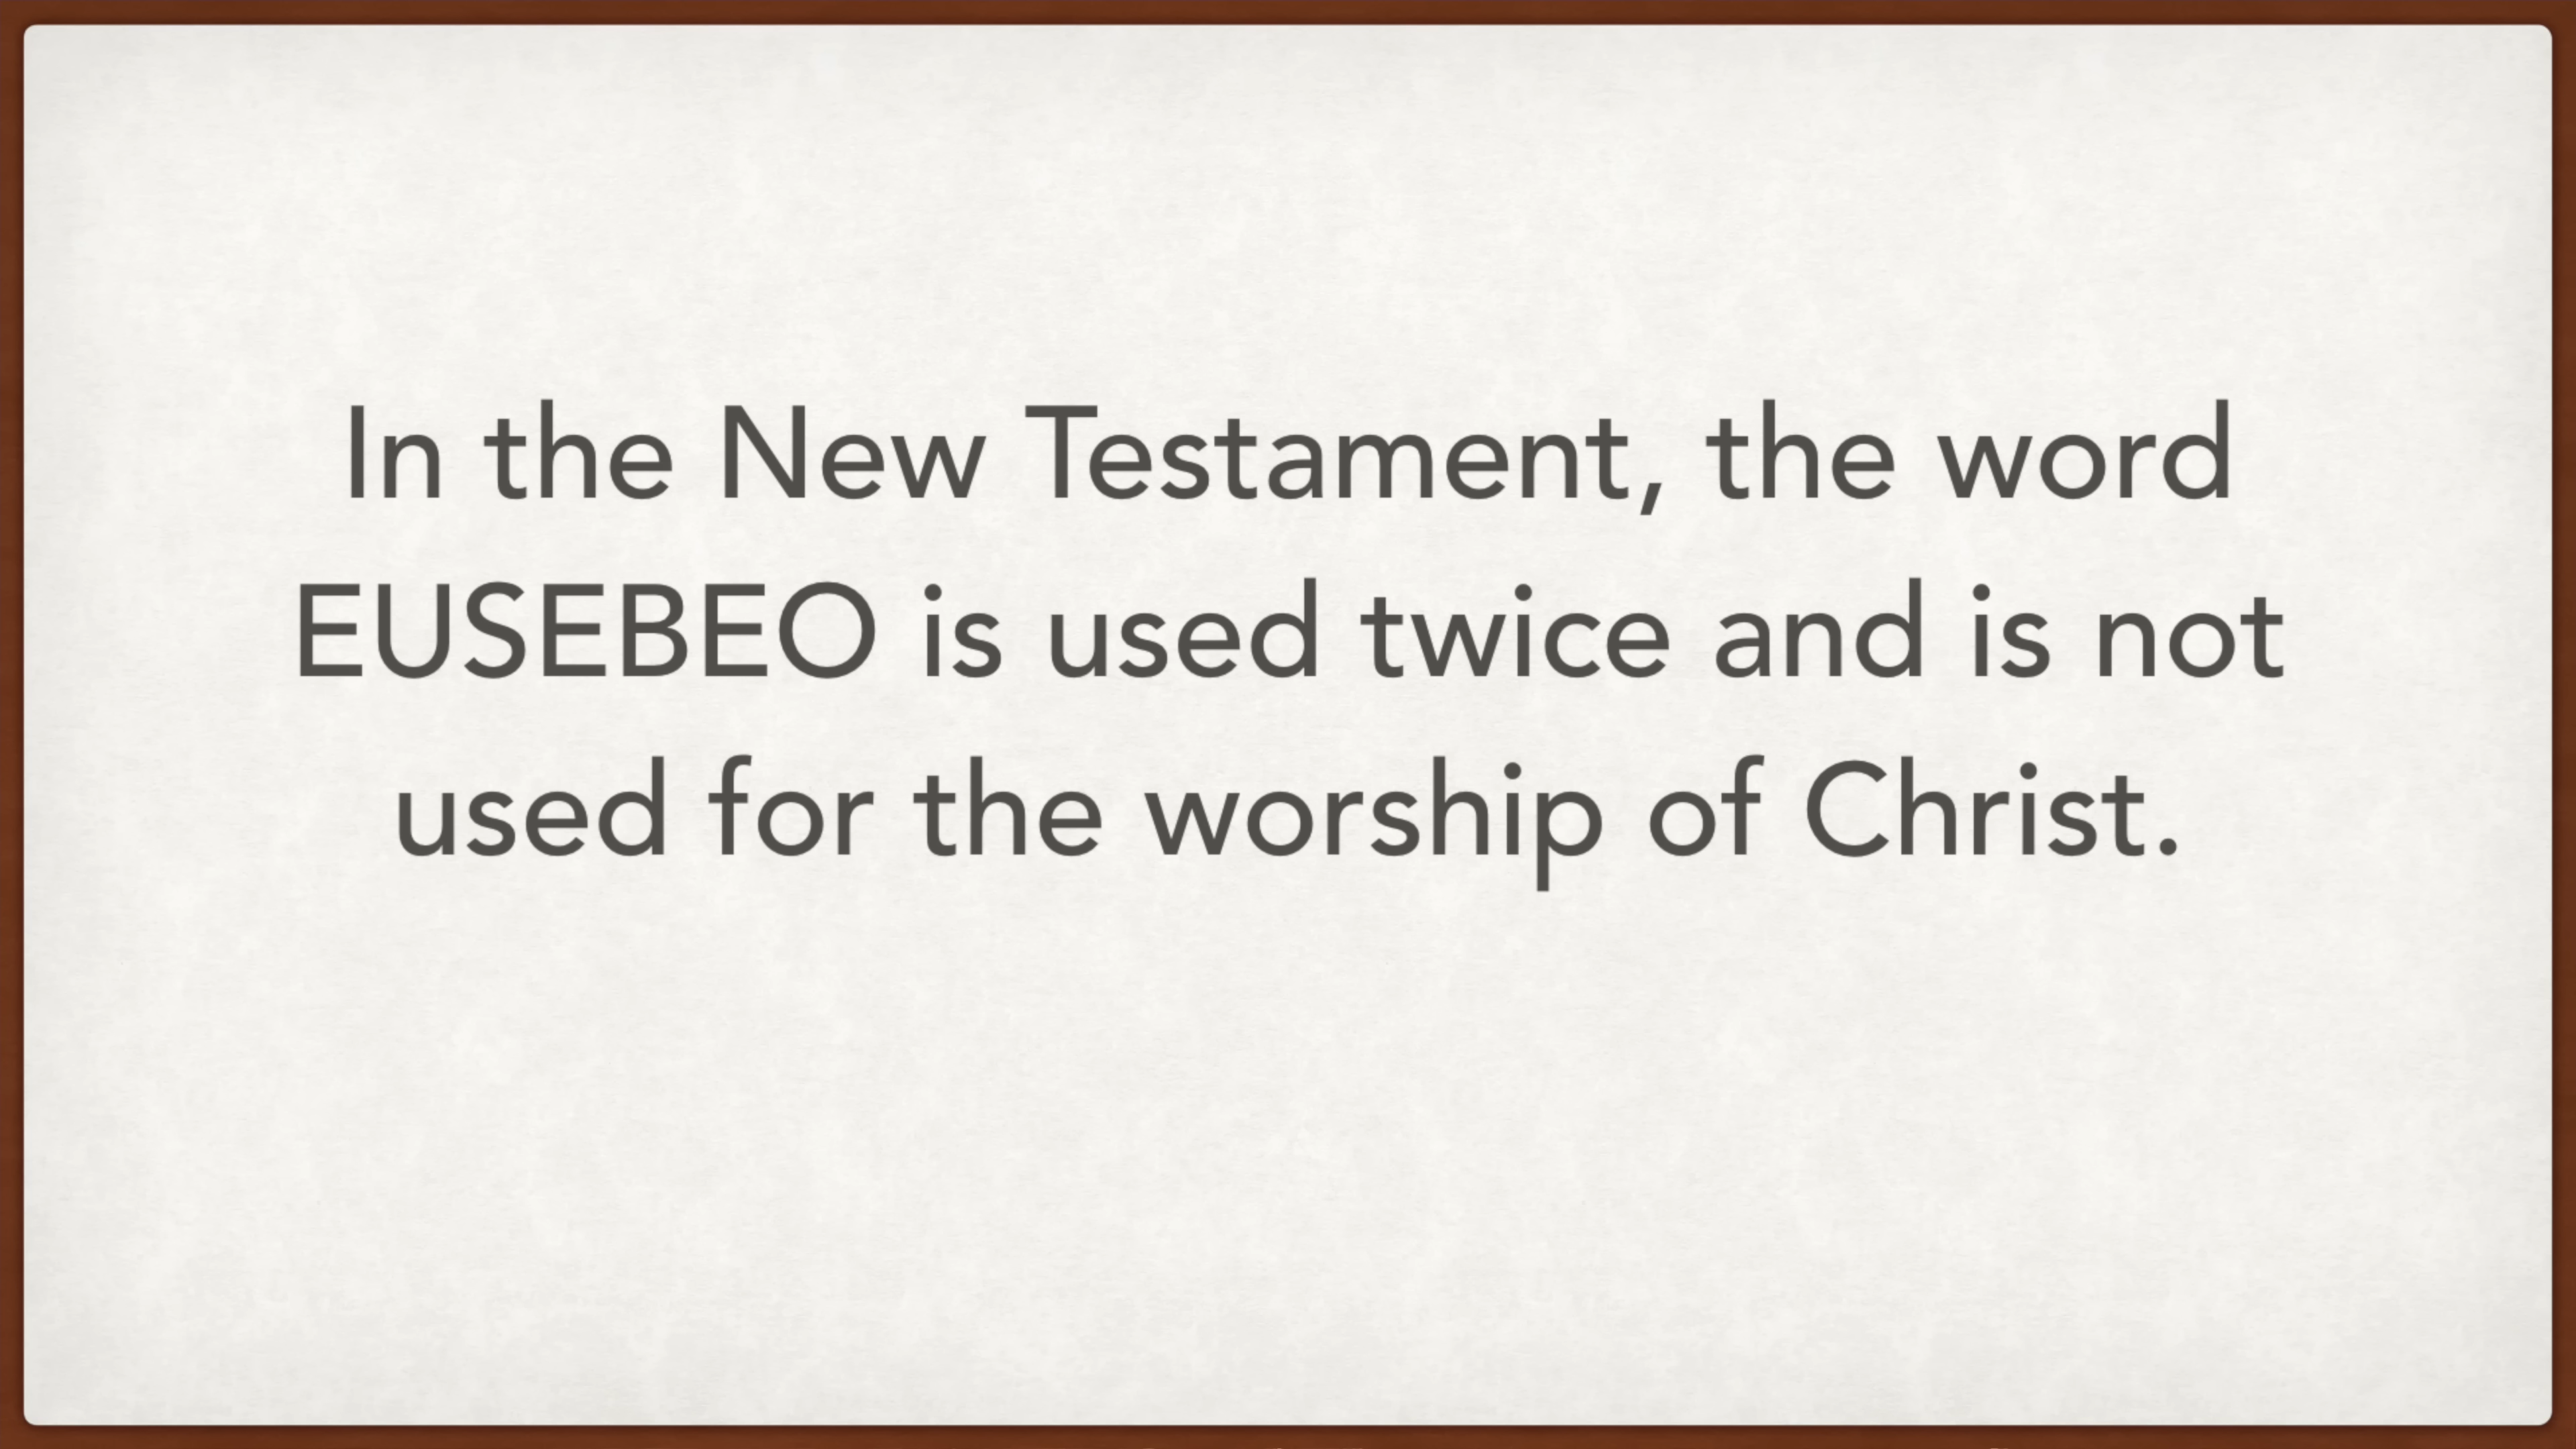 In the New Testament, the word
EUSEBEO is used twice and is not
used for the worship of Christ.